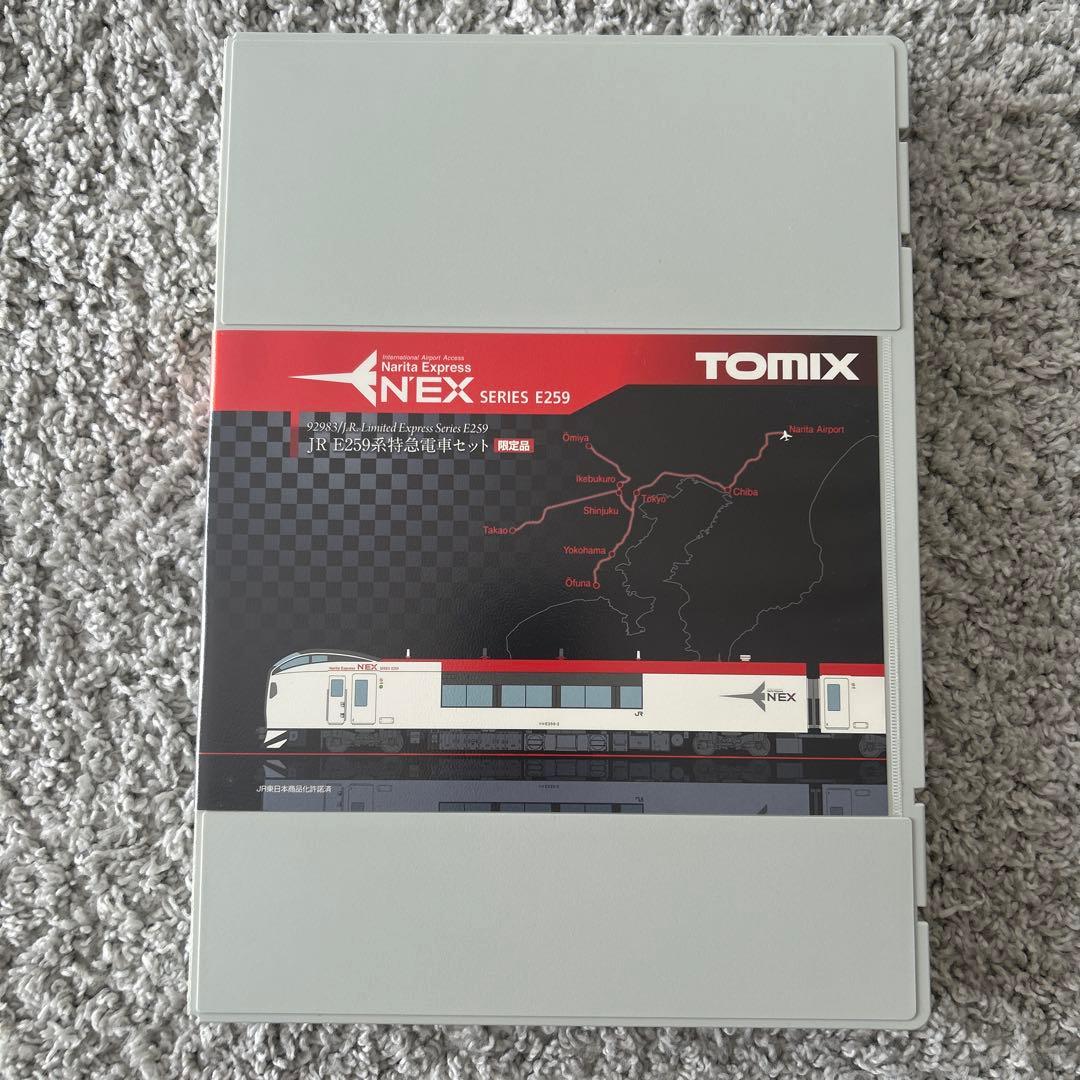 International Airport Access
Narita Express
N'EX SERIES E259
TOMIX
92983/J.R. Limited Express Series E259
JR E259系特急電車セット 限定品
Ōmiya
Narita Airport
Ikebukuro
Tokyo
Chiba
Shinjuku
Takao
Yokohama
Ōfuna
Narita Express N'EX SERIES E259
N'EX
JR
JR東日本商品化許諾済